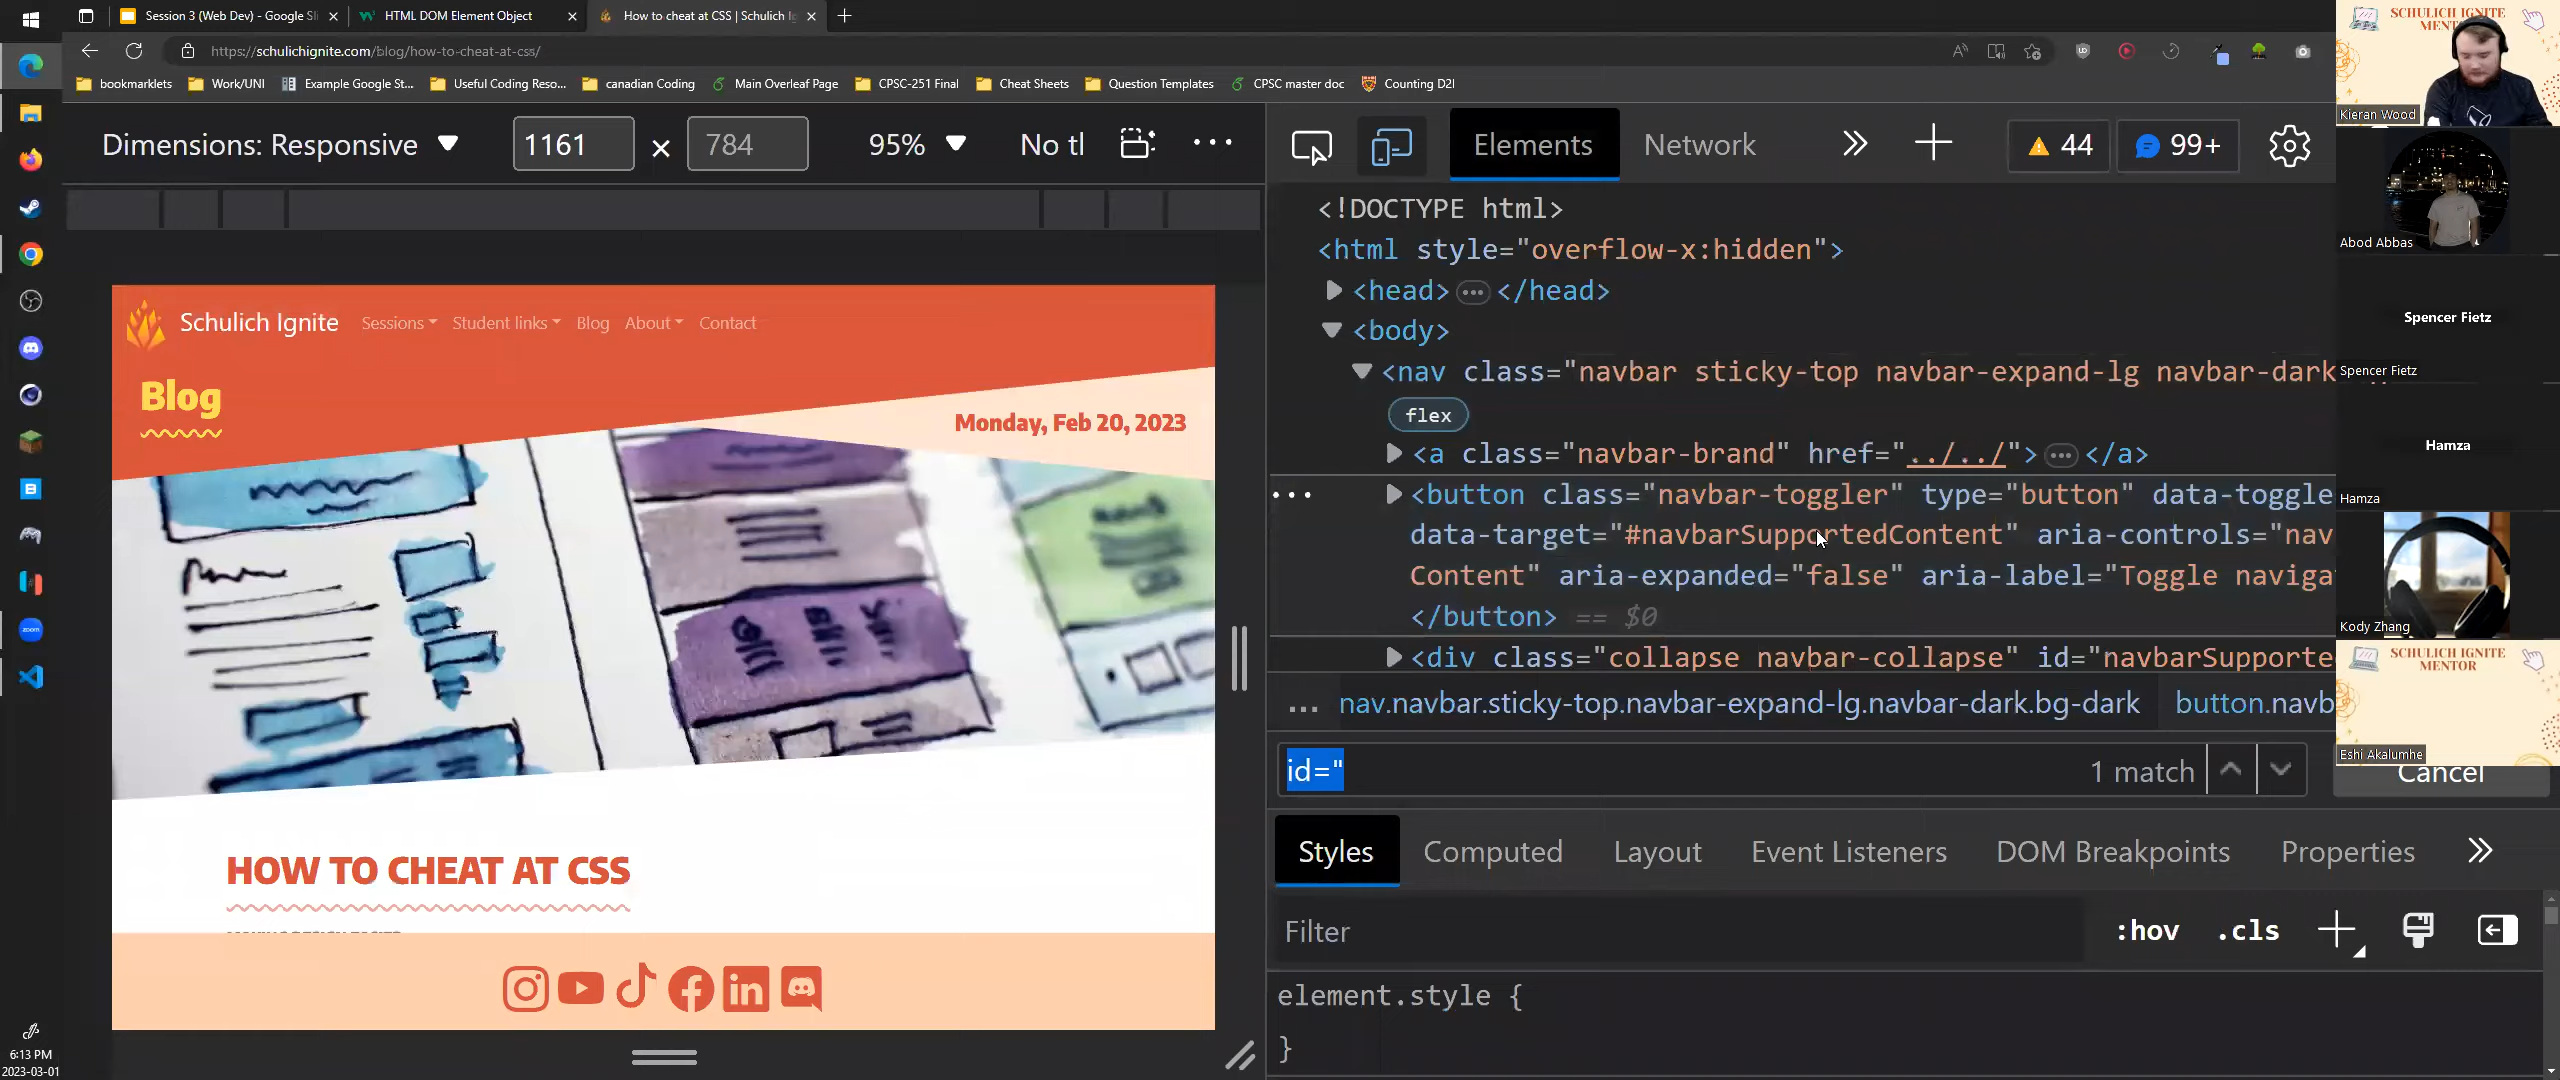 Session 3 (Web Dev) - Google Sli
HTML DOM Element Object
How to cheat at CSS | Schulich Ig
https://schulichignite.com/blog/how-to-cheat-at-css/
bookmarklets
Work/UNI
Example Google St...
Useful Coding Reso...
canadian Coding
Main Overleaf Page
CPSC-251 Final
Cheat Sheets
Question Templates
CPSC master doc
Counting D2l
Dimensions: Responsive
1161
×
784
95%
No tl
Elements
Network
44
99+
Schulich Ignite
Sessions
Student links
Blog
About
Contact
Blog
Monday, Feb 20, 2023
HOW TO CHEAT AT CSS
<!DOCTYPE html>
<html style="overflow-x:hidden">
<head>
</head>
<body>
<nav class="navbar sticky-top navbar-expand-lg navbar-dark
flex
<a class="navbar-brand" href="../../">
</a>
<button class="navbar-toggler" type="button" data-toggle
data-target="#navbarSupportedContent" aria-controls="nav
Content" aria-expanded="false" aria-label="Toggle naviga
</button> == $0
<div class="collapse navbar-collapse" id="navbarSupporte
... nav.navbar.sticky-top.navbar-expand-lg.navbar-dark.bg-dark
button.navb
id="
1 match
Cancel
Styles
Computed
Layout
Event Listeners
DOM Breakpoints
Properties
Filter
:hov
.cls
element.style {
}
SCHULICH IGNITE
Kieran Wood
Abod Abbas
Spencer Fietz
Spencer Fietz
Hamza
Hamza
Kody Zhang
SCHULICH IGNITE
MENTOR
Eshi Akalumhe
6:13 PM
2023-03-01